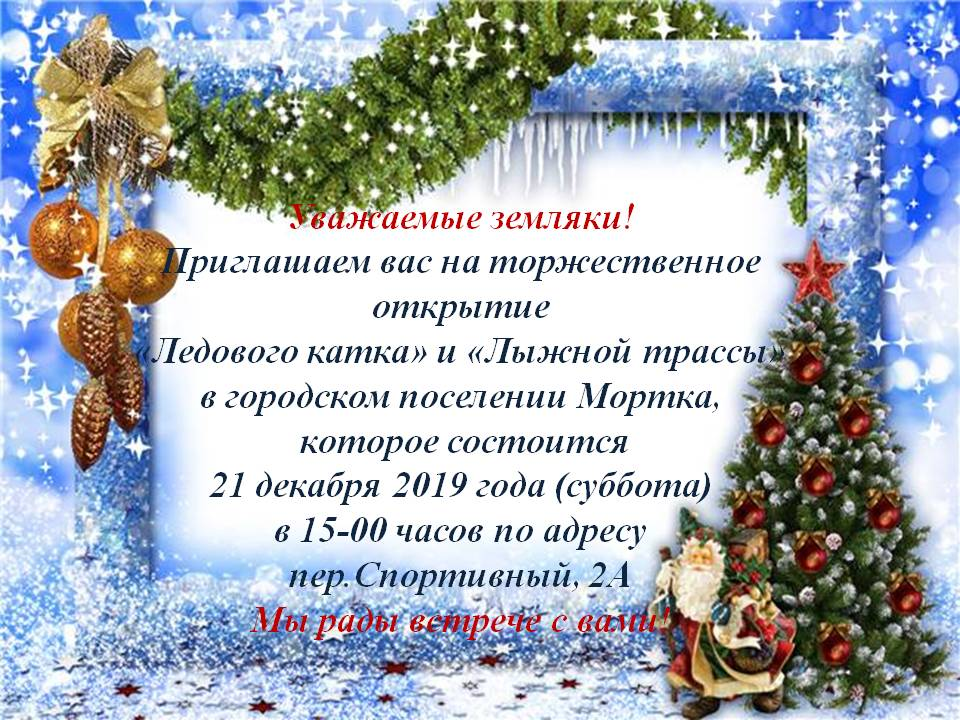 Уважаемые земляки!
Приглашаем вас на торжественное
открытие
«Ледового катка» и «Лыжной трассы»
в городском поселении Мортка,
которое состоится
21 декабря 2019 года (суббота)
в 15-00 часов по адресу
пер.Спортивный, 2А
Мы рады встрече с вами!